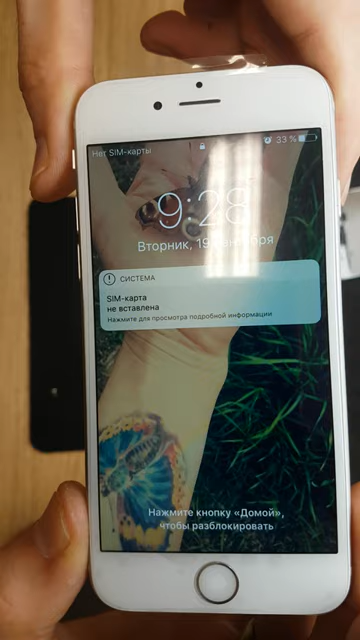 Нет SIM-карты
33 %
9:28
Вторник, 19 сентября
СИСТЕМА
SIM-карта
не вставлена
Нажмите для просмотра подробной информации
Нажмите кнопку «Домой»,
чтобы разблокировать